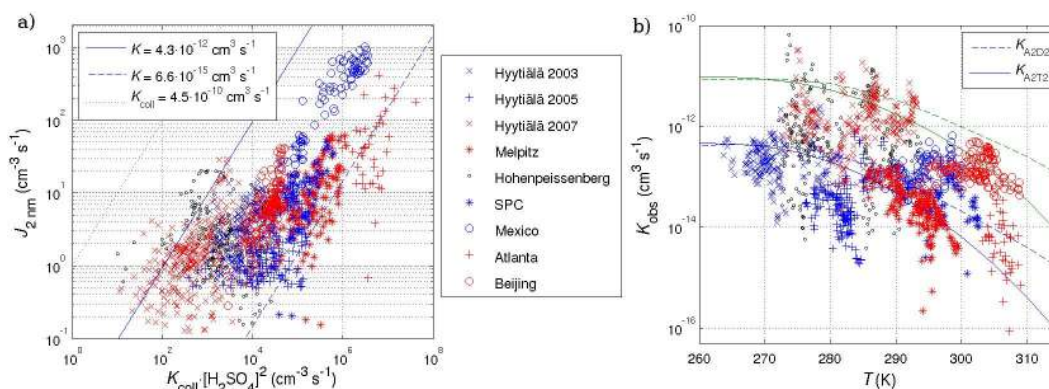 a)
K = 4.3·10⁻¹² cm³ s⁻¹
K = 6.6·10⁻¹⁵ cm³ s⁻¹
K_coll = 4.5·10⁻¹⁰ cm³ s⁻¹
10³
10²
10¹
10⁰
10⁻¹
J₂ ₙₘ (cm⁻³ s⁻¹)
10⁰ 10² 10⁴ 10⁶ 10⁸
K_coll·[H₂SO₄]² (cm⁻³ s⁻¹)
Hyytiälä 2003
Hyytiälä 2005
Hyytiälä 2007
Melpitz
Hohenpeissenberg
SPC
Mexico
Atlanta
Beijing
b)
K_A2D2
K_A2T2
10⁻¹⁰
10⁻¹²
10⁻¹⁴
10⁻¹⁶
K_obs (cm³ s⁻¹)
260 270 280 290 300 310
T (K)